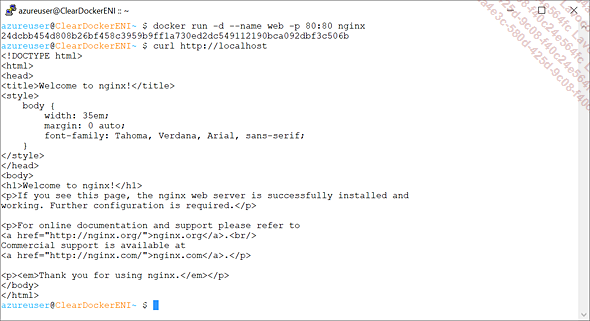 azureuser@ClearDockerENI :: ~
azureuser@ClearDockerENI~ $ docker run -d --name web -p 80:80 nginx
24dcbb454d808b26bf458c3959b9ff1a730ed2dc549112190bca092dbf3c506b
azureuser@ClearDockerENI~ $ curl http://localhost
<!DOCTYPE html>
<html>
<head>
<title>Welcome to nginx!</title>
<style>
    body {
        width: 35em;
        margin: 0 auto;
        font-family: Tahoma, Verdana, Arial, sans-serif;
    }
</style>
</head>
<body>
<h1>Welcome to nginx!</h1>
<p>If you see this page, the nginx web server is successfully installed and
working. Further configuration is required.</p>

<p>For online documentation and support please refer to
<a href="http://nginx.org/">nginx.org</a>.<br/>
Commercial support is available at
<a href="http://nginx.com/">nginx.com</a>.</p>

<p><em>Thank you for using nginx.</em></p>
</body>
</html>
azureuser@ClearDockerENI~ $